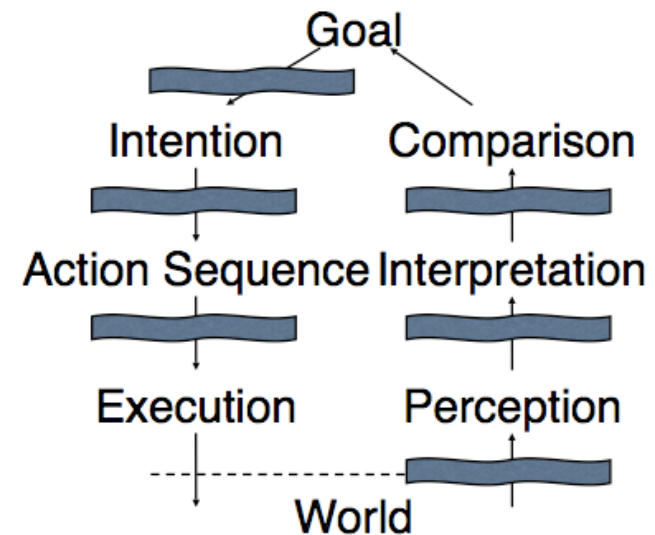 Goal
Intention
Comparison
Action Sequence
Interpretation
Execution
Perception
World